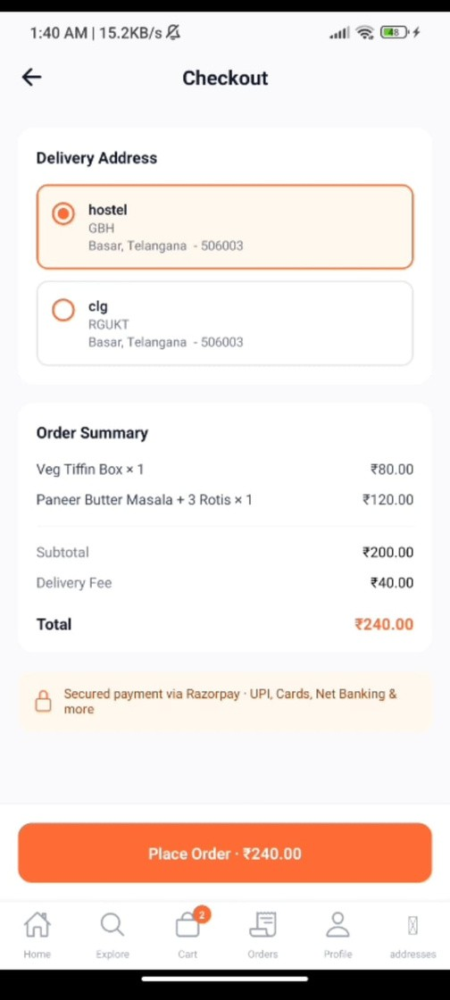 1:40 AM | 15.2KB/s
48
Checkout
Delivery Address
hostel
GBH
Basar, Telangana - 506003
clg
RGUKT
Basar, Telangana - 506003
Order Summary
Veg Tiffin Box × 1 ₹80.00
Paneer Butter Masala + 3 Rotis × 1 ₹120.00
Subtotal ₹200.00
Delivery Fee ₹40.00
Total ₹240.00
Secured payment via Razorpay · UPI, Cards, Net Banking &
more
Place Order · ₹240.00
2
Home Explore Cart Orders Profile addresses